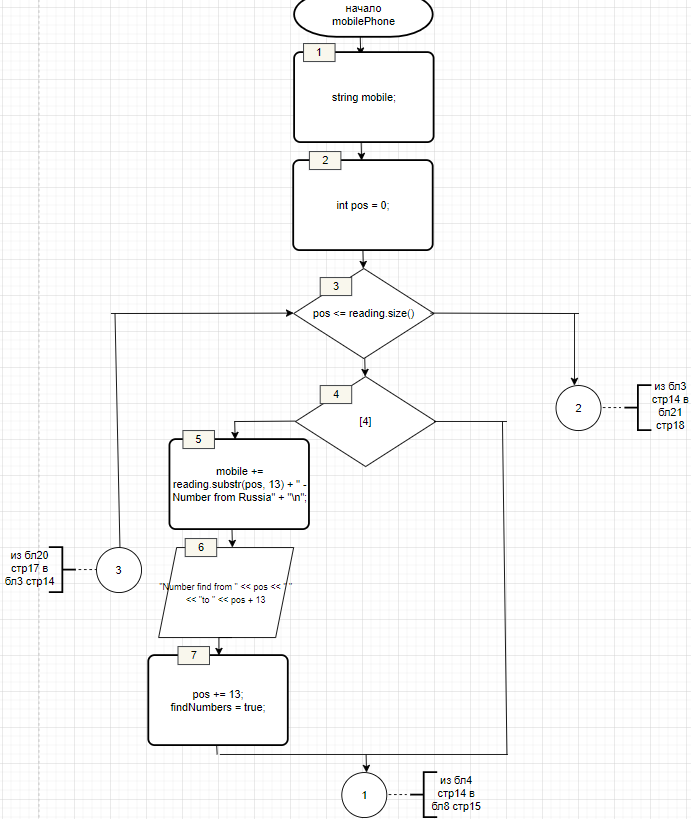 начало
mobilePhone
1
string mobile;
2
int pos = 0;
3
pos <= reading.size()
4
[4]
2
из бл3
стр14 в
бл21
стр18
5
mobile +=
reading.substr(pos, 13) + " -
Number from Russia" + "\n";
6
"Number find from " << pos << " "
<< "to " << pos + 13
3
из бл20
стр17 в
бл3 стр14
7
pos += 13;
findNumbers = true;
1
из бл4
стр14 в
бл8 стр15